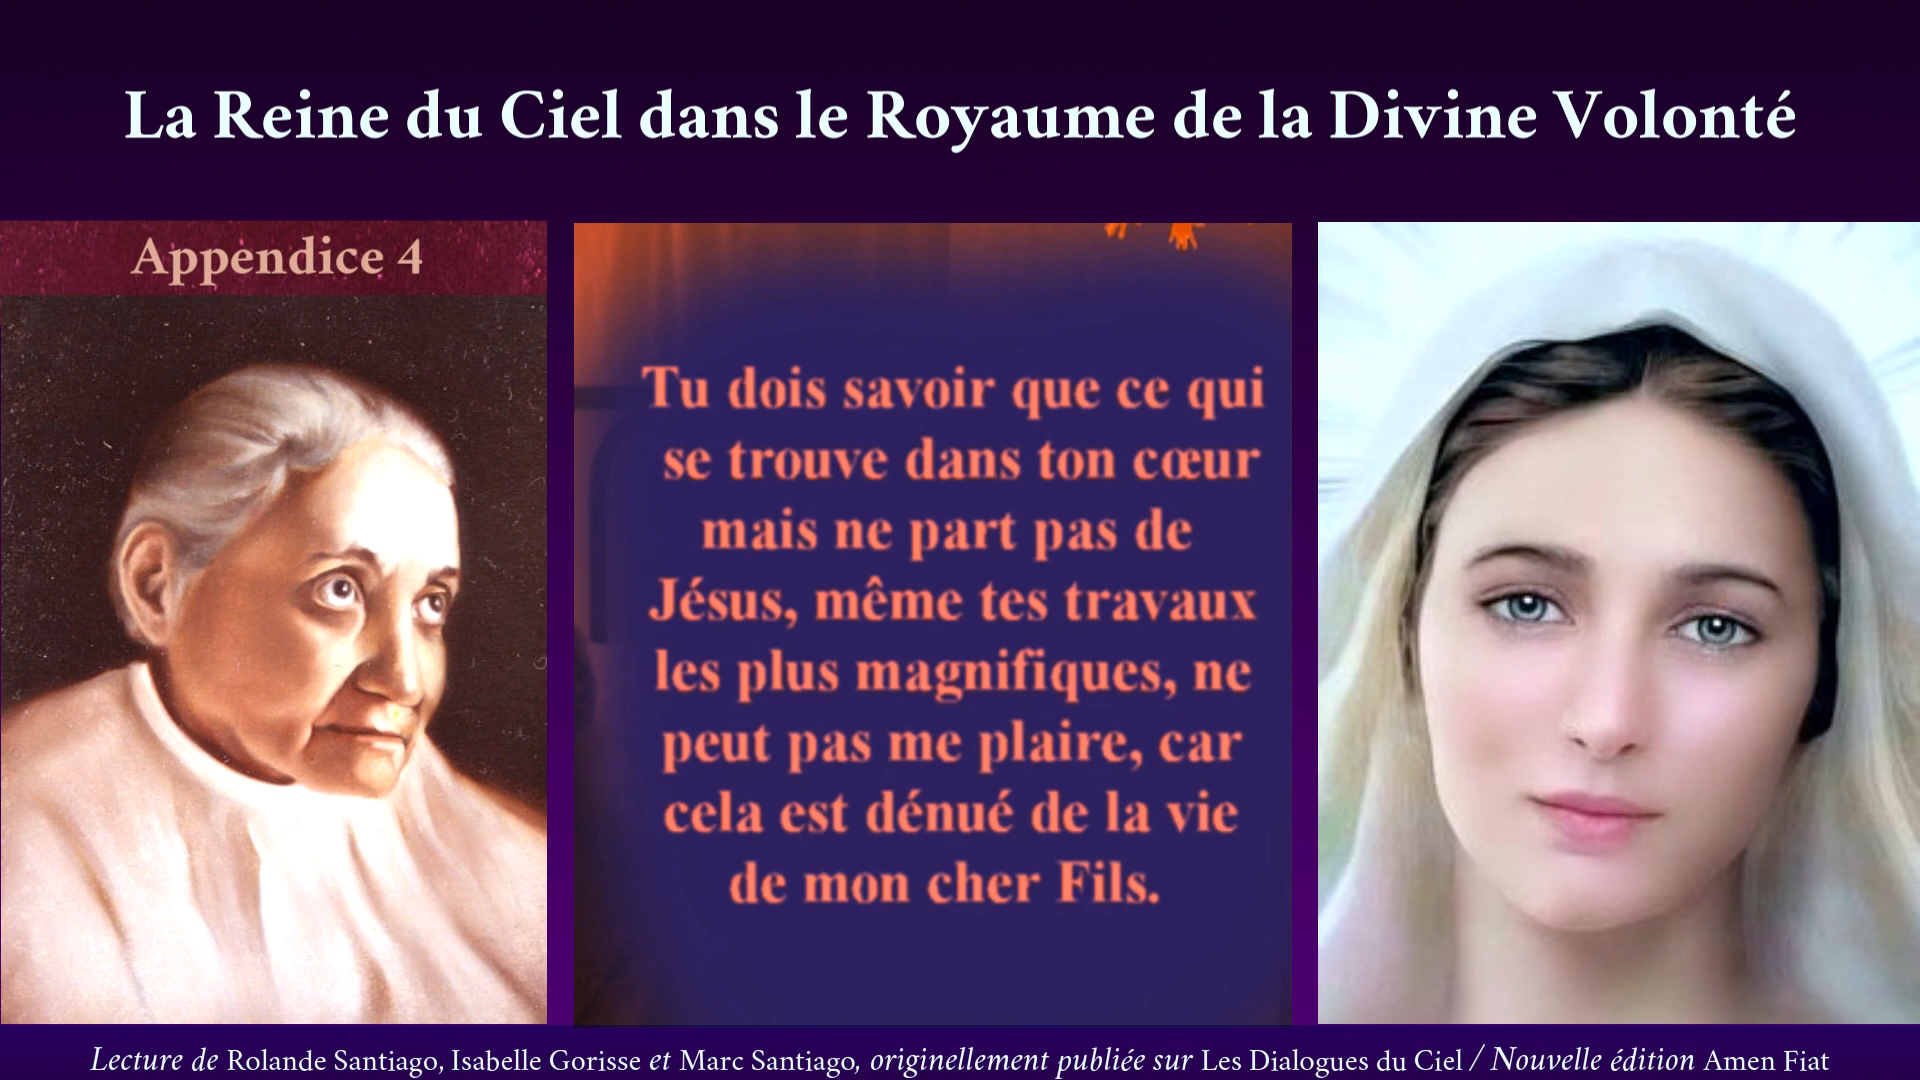 La Reine du Ciel dans le Royaume de la Divine Volonté
Appendice 4
Tu dois savoir que ce qui
se trouve dans ton cœur
mais ne part pas de
Jésus, même tes travaux
les plus magnifiques, ne
peut pas me plaire, car
cela est dénué de la vie
de mon cher Fils.
Lecture de Rolande Santiago, Isabelle Gorisse et Marc Santiago, originellement publiée sur Les Dialogues du Ciel / Nouvelle édition Amen Fiat